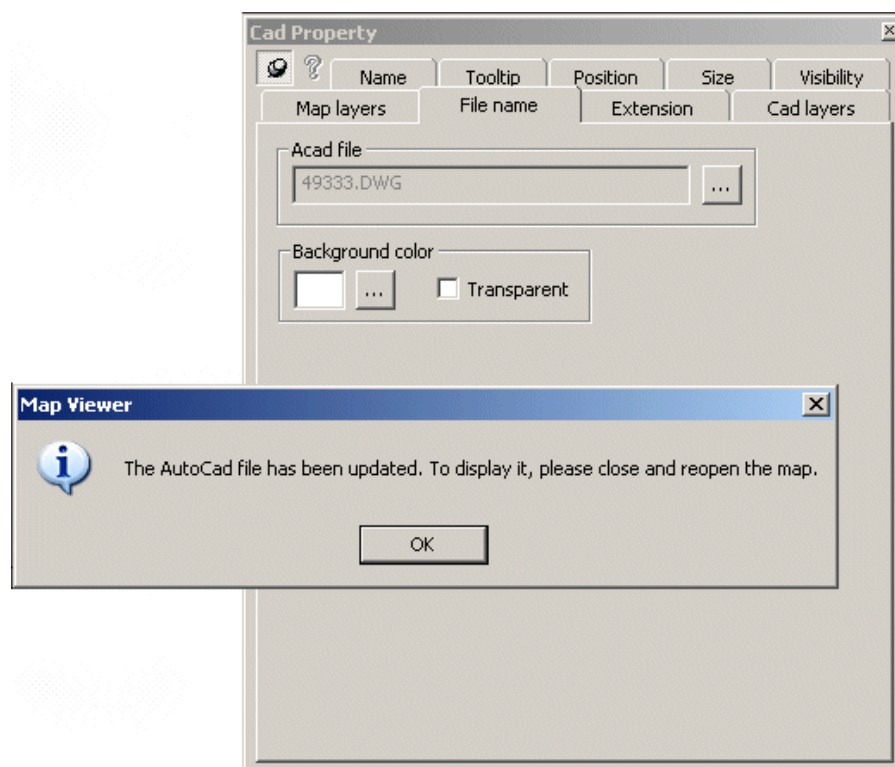 Cad Property
Name Tooltip Position Size Visibility
Map layers File name Extension Cad layers
Acad file
49333.DWG ...
Background color
... Transparent
Map Viewer
The AutoCad file has been updated. To display it, please close and reopen the map.
OK